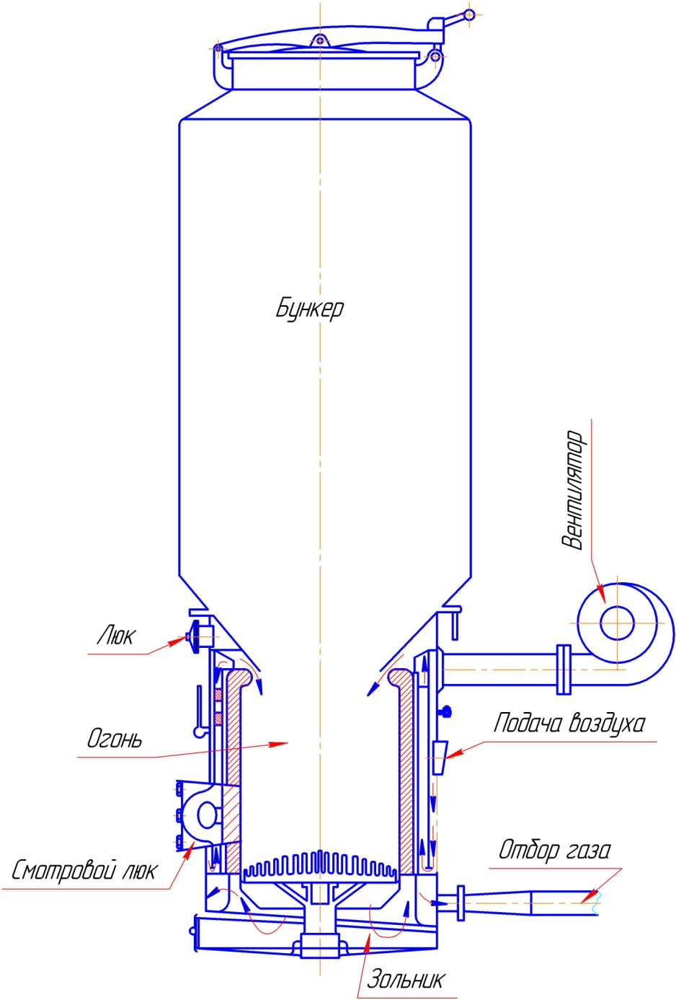 Бункер
Вентилятор
Люк
Подача воздуха
Огонь
Отбор газа
Смотровой люк
Зольник